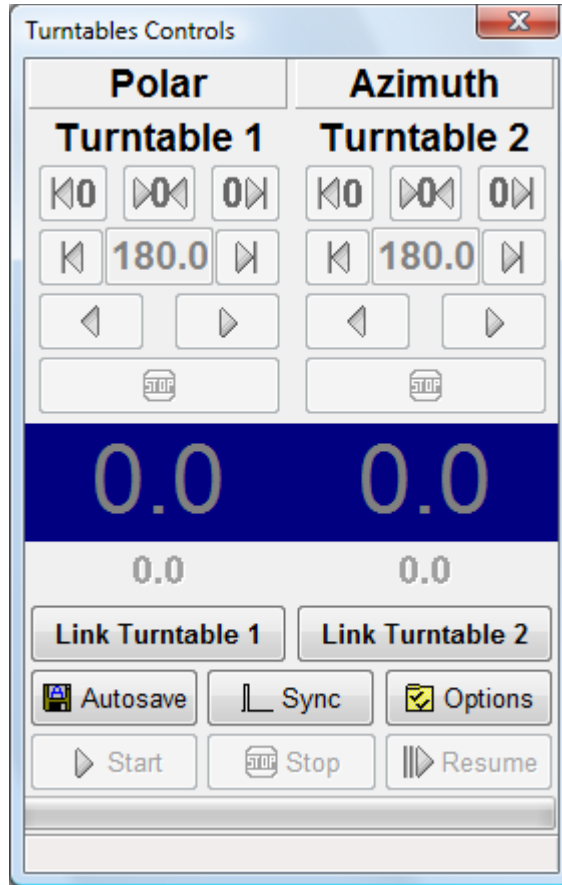 Turntables Controls
Polar Azimuth
Turntable 1 Turntable 2
0 0 0 0 0 0
180.0 180.0
STOP STOP
0.0 0.0
0.0 0.0
Link Turntable 1 Link Turntable 2
A Autosave Sync Options
Start STOP Stop Resume